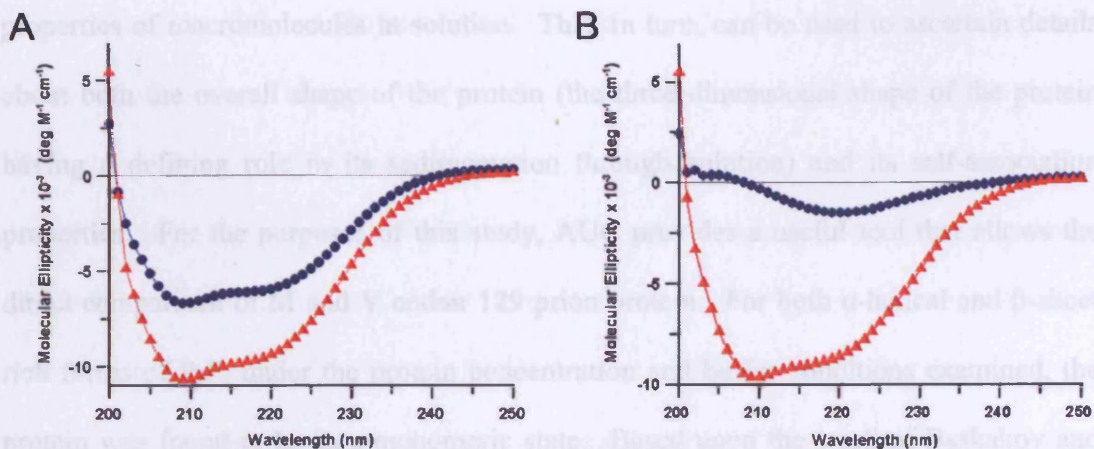 A
B
properties of macromolecules in solution. This in turn, can be used to ascertain details
about both the overall shape of the protein (the three-dimensional shape of the protein
having a defining role in its sedimentation through solution) and its self-association
properties. For the purposes of this study, AUC provides a useful tool that allows the
direct comparison of M and V codon 129 prion protein. For both α-helical and β-sheet
rich under the protein concentration and buffer conditions examined, the
protein was found monomeric state. Based upon the Baskakov and
Molecular Ellipticity x 10⁻³ (deg M⁻¹ cm⁻¹)
5
0
-5
-10
200
210
220
230
240
250
Wavelength (nm)
Molecular Ellipticity x 10⁻³ (deg M⁻¹ cm⁻¹)
5
0
-5
-10
200
210
220
230
240
250
Wavelength (nm)